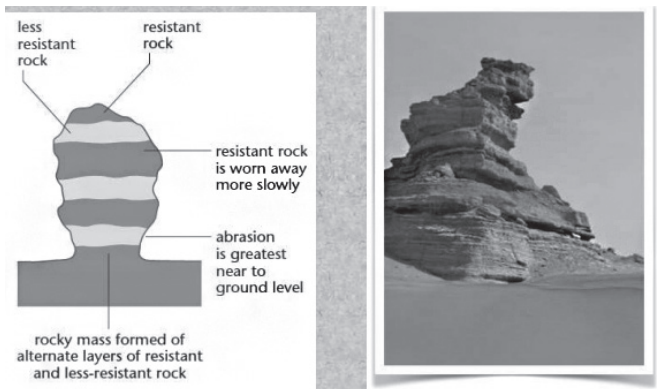 less
resistant
rock
resistant
rock
resistant rock
is worn away
more slowly
abrasion
is greatest
near to
ground level
rocky mass formed of
alternate layers of resistant
and less-resistant rock